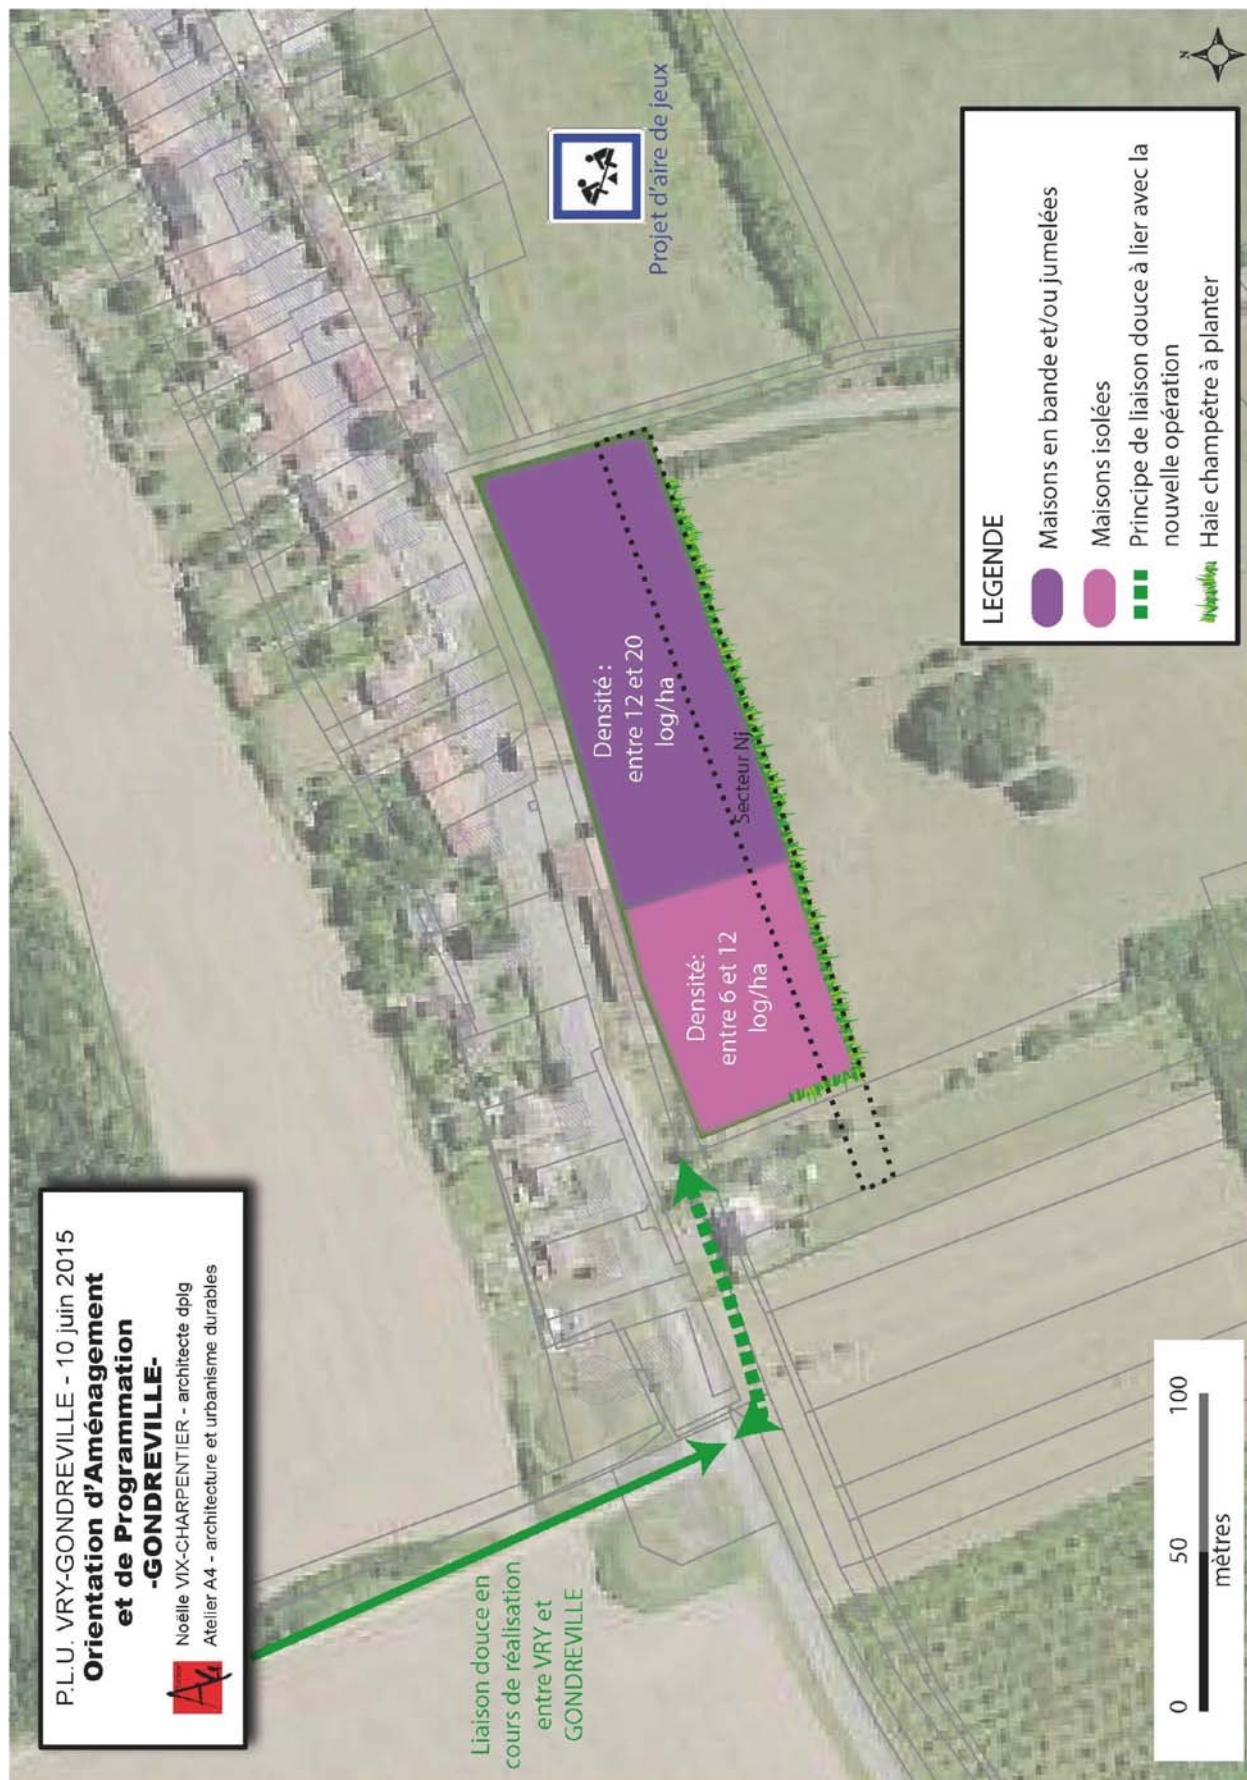 P.L.U. VRY-GONDREVILLE - 10 juin 2015
Orientation d'Aménagement
et de Programmation
-GONDREVILLE-
Noëlle VIX-CHARPENTIER - architecte dplg
Atelier A4 - architecture et urbanisme durables
Liaison douce en
cours de réalisation
entre VRY et
GONDREVILLE
Densité:
entre 6 et 12
log/ha
Densité :
entre 12 et 20
log/ha
Secteur Nj
Projet d'aire de jeux
N
0
50
100
mètres
LEGENDE
Maisons en bande et/ou jumelées
Maisons isolées
Principe de liaison douce à lier avec la
nouvelle opération
Haie champêtre à planter